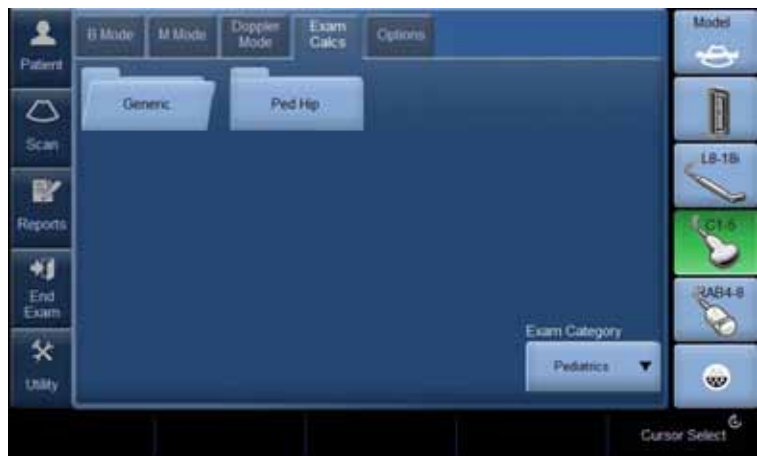 Patient
Scan
Reports
End
Exam
Utility
B Mode
M Mode
Doppler
Mode
Exam
Calcs
Options
Generic
Ped Hip
Exam Category
Pediatrics
Model
L8-18i
C1-5
RAB4-8
Cursor Select